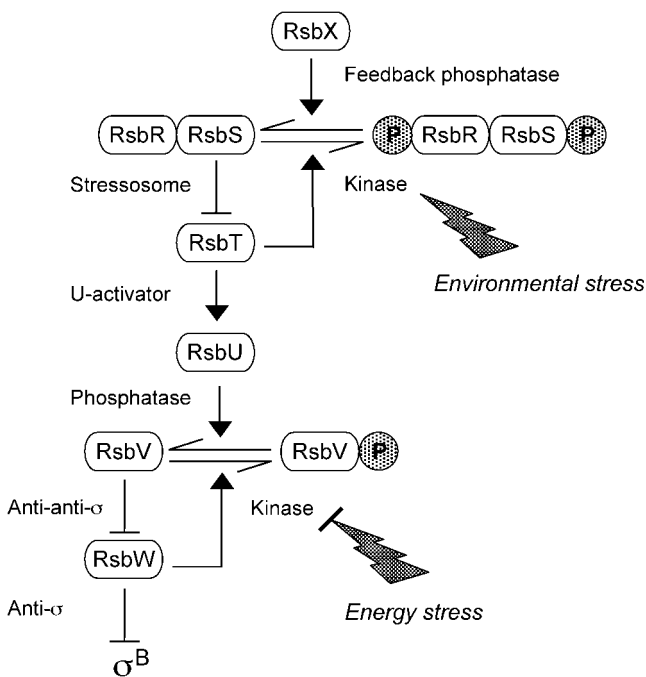 RsbX
Feedback phosphatase
RsbR RsbS P RsbR RsbS P
Stressosome Kinase
RsbT
Environmental stress
U-activator
RsbU
Phosphatase
RsbV RsbV P
Anti-anti-σ Kinase
RsbW
Anti-σ Energy stress
σB